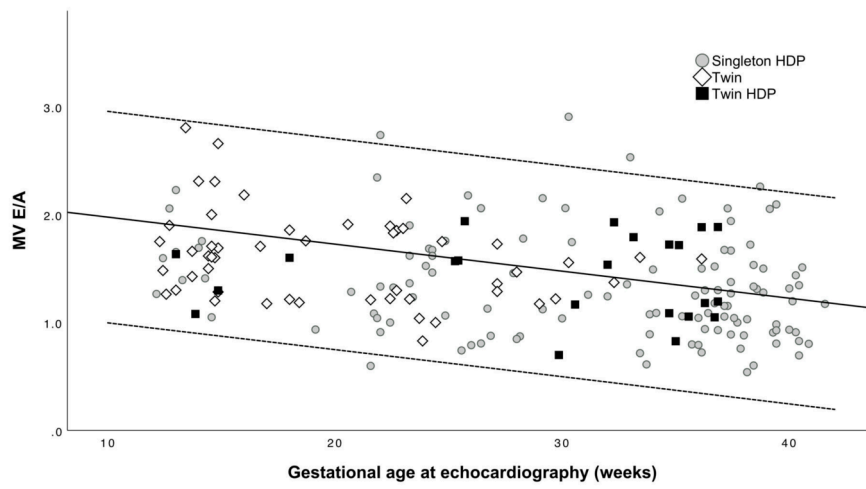 Singleton HDP
Twin
Twin HDP
3.0
2.0
1.0
.0
MV E/A
10 20 30 40
Gestational age at echocardiography (weeks)